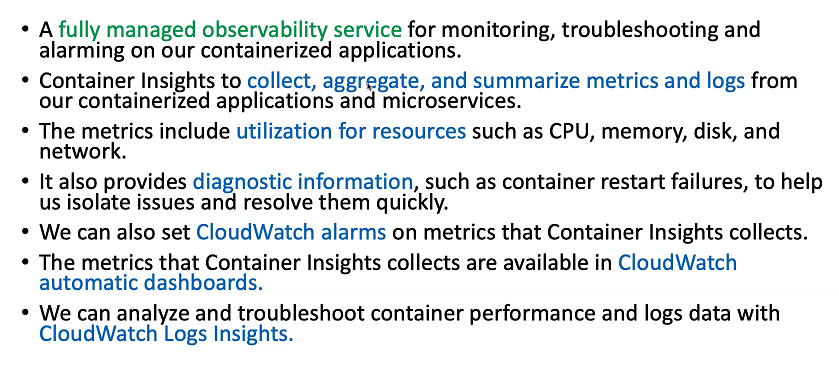 • A fully managed observability service for monitoring, troubleshooting and
alarming on our containerized applications.
• Container Insights to collect, aggregate, and summarize metrics and logs from
our containerized applications and microservices.
• The metrics include utilization for resources such as CPU, memory, disk, and
network.
• It also provides diagnostic information, such as container restart failures, to help
us isolate issues and resolve them quickly.
• We can also set CloudWatch alarms on metrics that Container Insights collects.
• The metrics that Container Insights collects are available in CloudWatch
automatic dashboards.
• We can analyze and troubleshoot container performance and logs data with
CloudWatch Logs Insights.